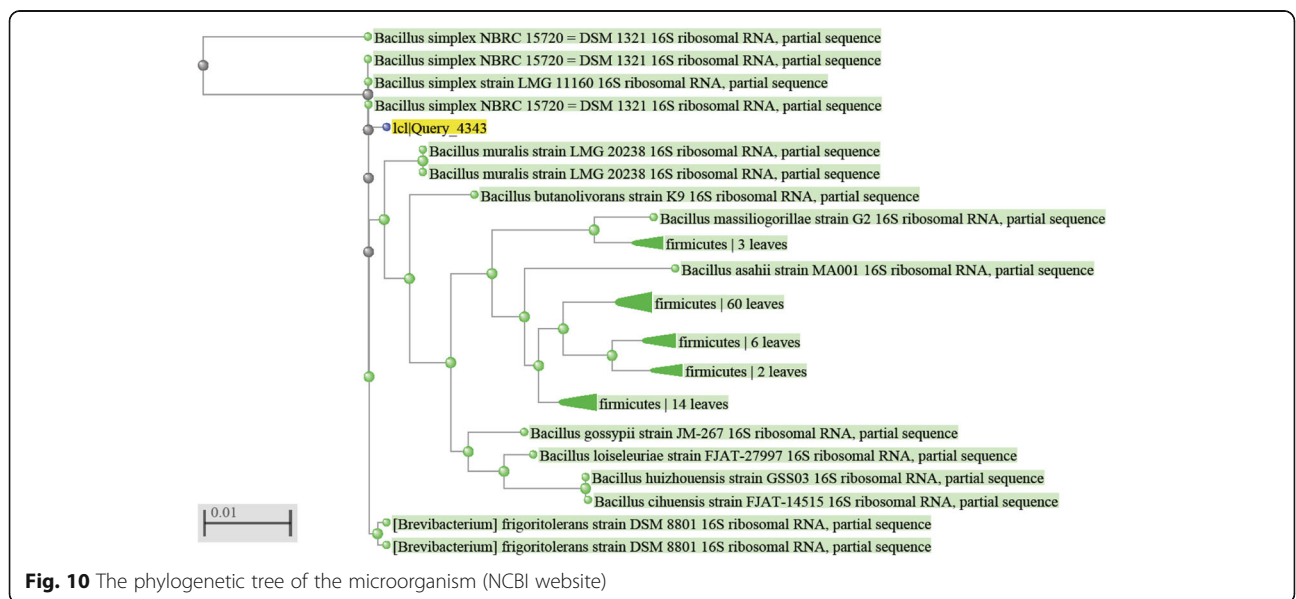 Bacillus simplex NBRC 15720 = DSM 1321 16S ribosomal RNA, partial sequence
Bacillus simplex NBRC 15720 = DSM 1321 16S ribosomal RNA, partial sequence
Bacillus simplex strain LMG 11160 16S ribosomal RNA, partial sequence
Bacillus simplex NBRC 15720 = DSM 1321 16S ribosomal RNA, partial sequence
lcl|Query_4343
Bacillus muralis strain LMG 20238 16S ribosomal RNA, partial sequence
Bacillus muralis strain LMG 20238 16S ribosomal RNA, partial sequence
Bacillus butanolivorans strain K9 16S ribosomal RNA, partial sequence
Bacillus massiliogorillae strain G2 16S ribosomal RNA, partial sequence
firmicutes | 3 leaves
Bacillus asahii strain MA001 16S ribosomal RNA, partial sequence
firmicutes | 60 leaves
firmicutes | 6 leaves
firmicutes | 2 leaves
firmicutes | 14 leaves
Bacillus gossypii strain JM-267 16S ribosomal RNA, partial sequence
Bacillus loiseleuriae strain FJAT-27997 16S ribosomal RNA, partial sequence
Bacillus huizhouensis strain GSS03 16S ribosomal RNA, partial sequence
Bacillus cihuensis strain FJAT-14515 16S ribosomal RNA, partial sequence
0.01
[Brevibacterium] frigoritolerans strain DSM 8801 16S ribosomal RNA, partial sequence
[Brevibacterium] frigoritolerans strain DSM 8801 16S ribosomal RNA, partial sequence
Fig. 10 The phylogenetic tree of the microorganism (NCBI website)